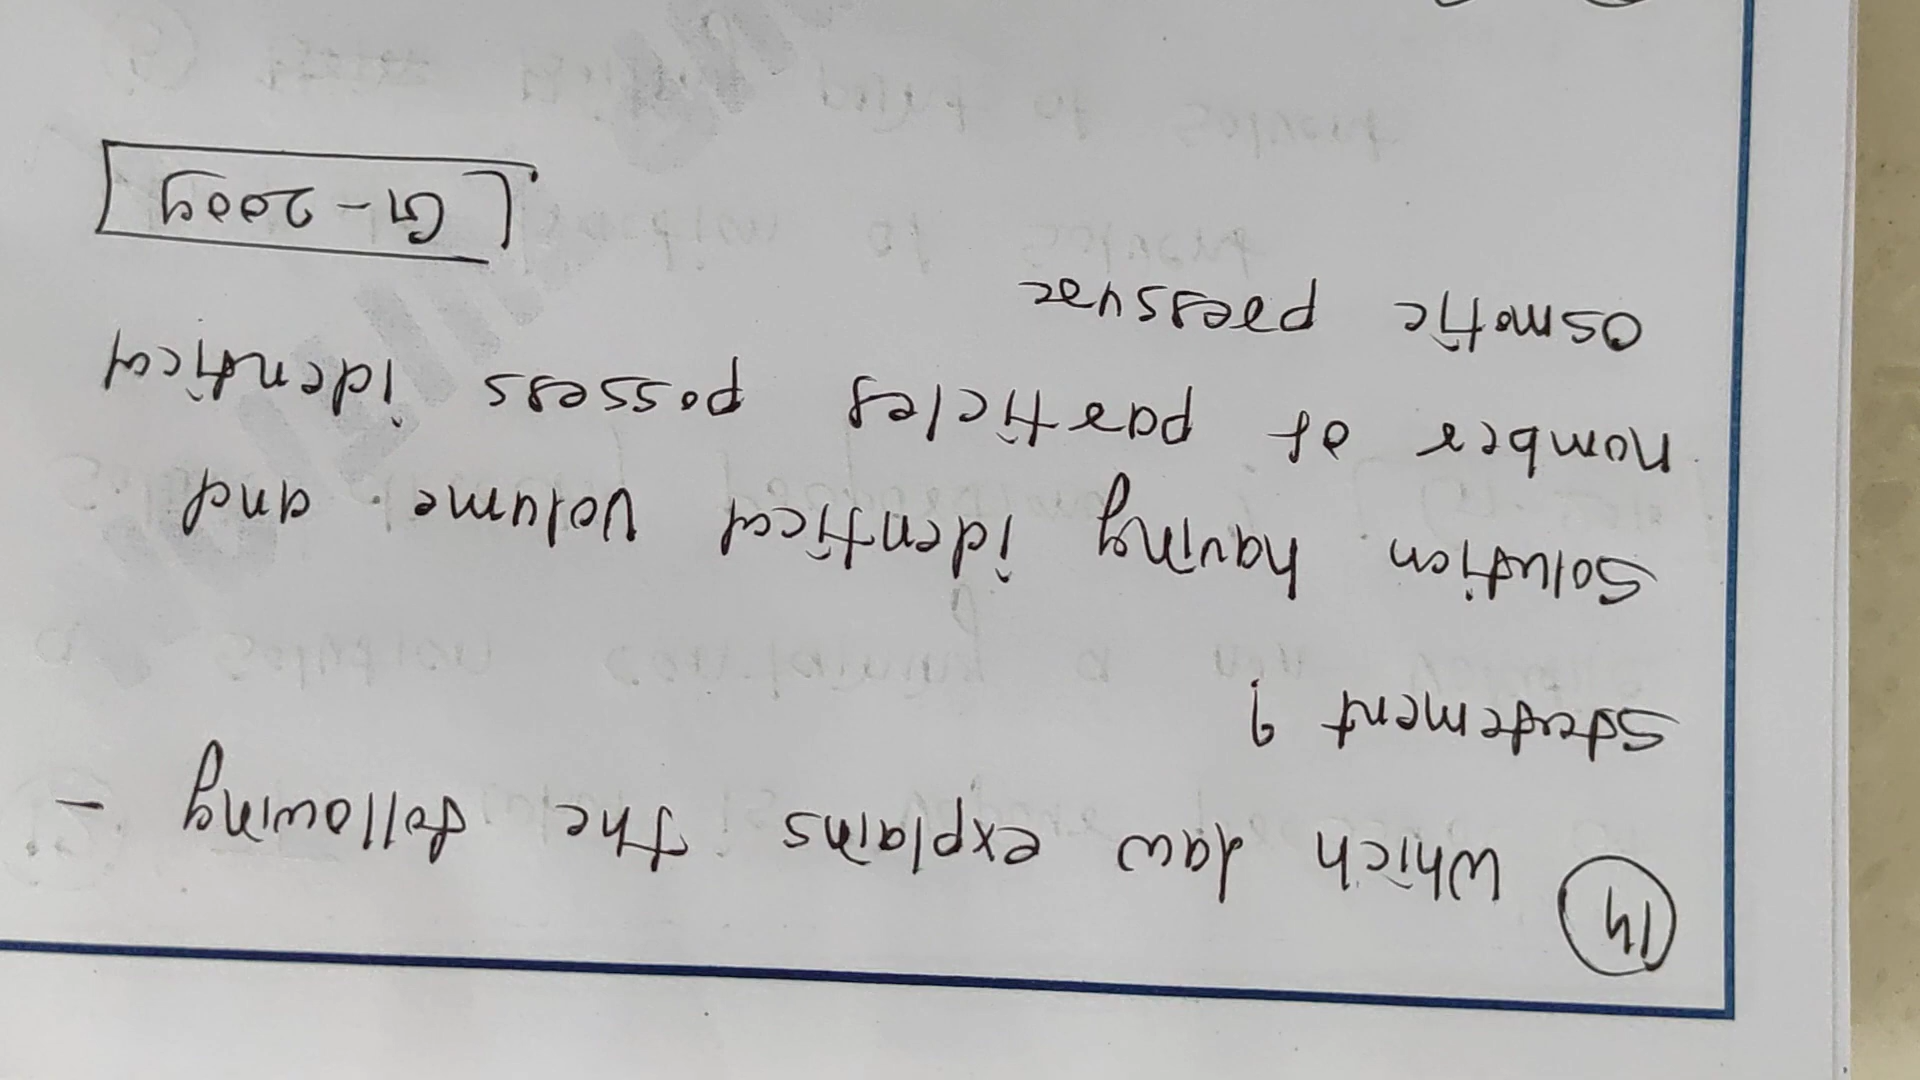 14 Which law explains the following -
statement ?
Solution having identical volume and
number of particles possess identical
osmotic pressure
[G-2009]